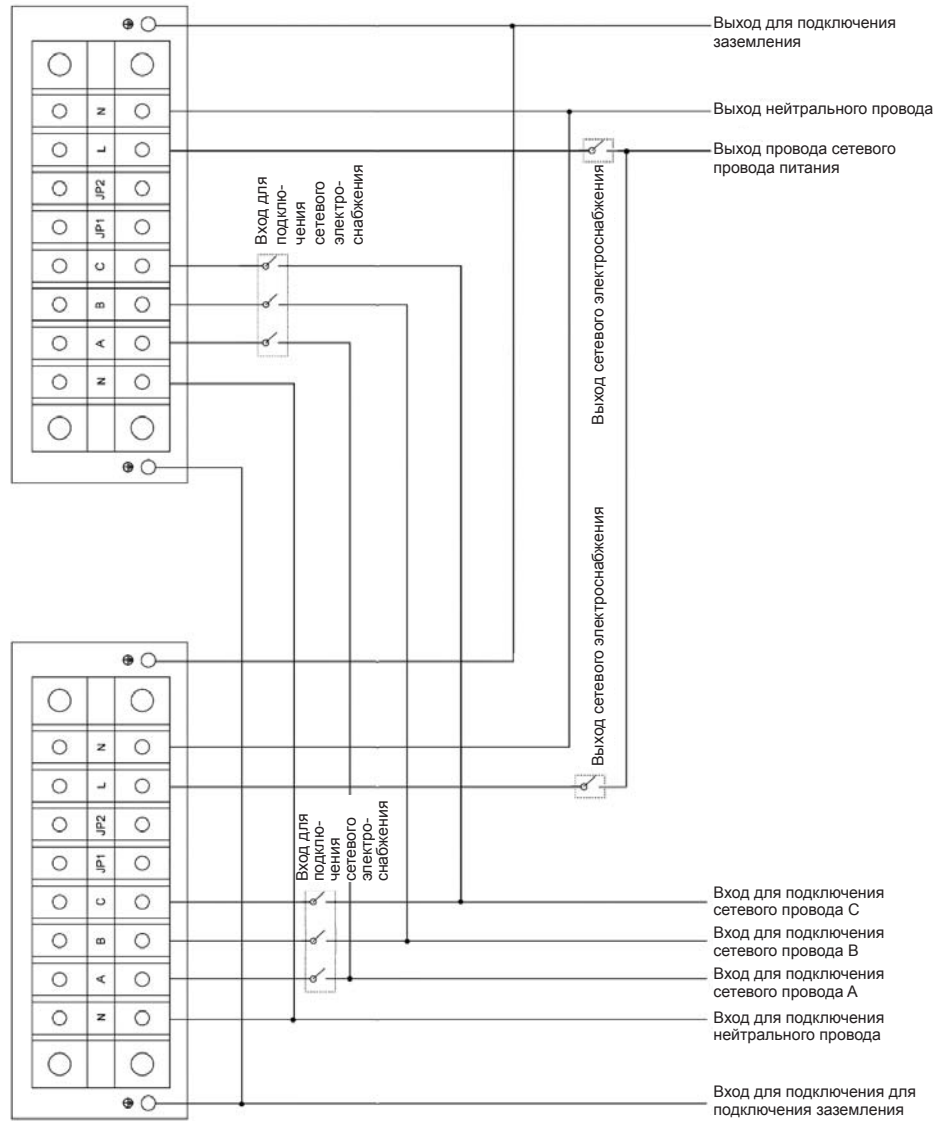 Выход для подключения
заземления
N
Выход нейтрального провода
L
Выход провода сетевого
провода питания
JP2
JP1
C
B
A
N
Вход для
подклю-
чения
сетевого
электро-
снабжения
Выход сетевого электроснабжения
Выход сетевого электроснабжения
N
L
JP2
JP1
C
B
A
N
Вход для
подклю-
чения
сетевого
электро-
снабжения
Вход для подключения
сетевого провода C
Вход для подключения
сетевого провода B
Вход для подключения
сетевого провода A
Вход для подключения
нейтрального провода
Вход для подключения для
подключения заземления